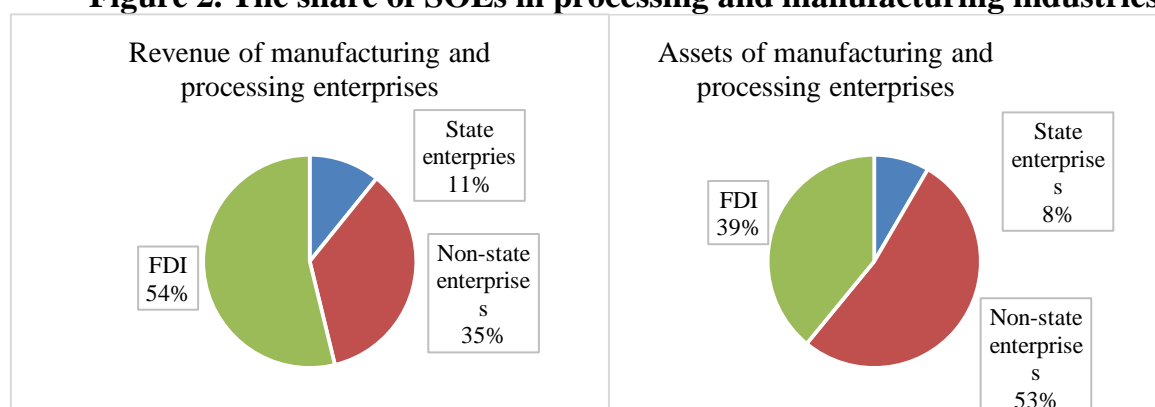 Figure 2. The share of SOEs in processing and manufacturing industries
Revenue of manufacturing and
processing enterprises
State
enterpries
11%
Non-state
enterprise
s
35%
FDI
54%
Assets of manufacturing and
processing enterprises
State
enterprise
s
8%
FDI
39%
Non-state
enterprise
s
53%